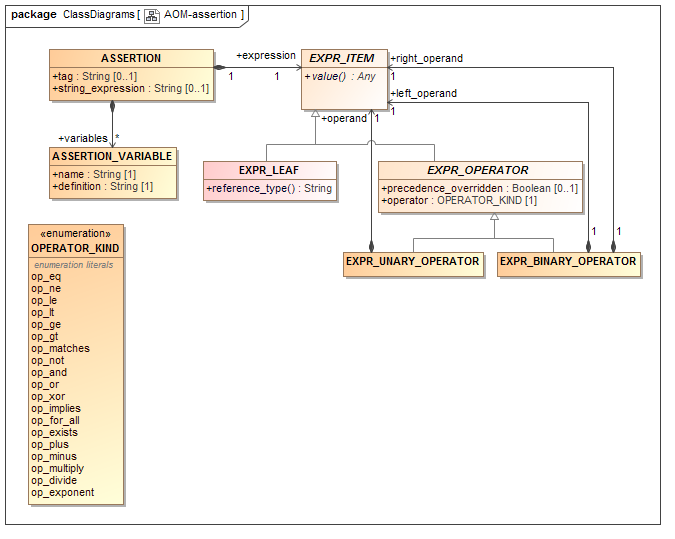 package ClassDiagrams [ AOM-assertion ]
ASSERTION
+tag : String [0..1]
+string_expression : String [0..1]
+expression
1
1
EXPR_ITEM
+value() : Any
+right_operand
1
+left_operand
1
+operand
1
+variables
*
ASSERTION_VARIABLE
+name : String [1]
+definition : String [1]
EXPR_LEAF
+reference_type() : String
EXPR_OPERATOR
+precedence_overridden : Boolean [0..1]
+operator : OPERATOR_KIND [1]
1
1
EXPR_UNARY_OPERATOR
EXPR_BINARY_OPERATOR
«enumeration»
OPERATOR_KIND
enumeration literals
op_eq
op_ne
op_le
op_lt
op_ge
op_gt
op_matches
op_not
op_and
op_or
op_xor
op_implies
op_for_all
op_exists
op_plus
op_minus
op_multiply
op_divide
op_exponent